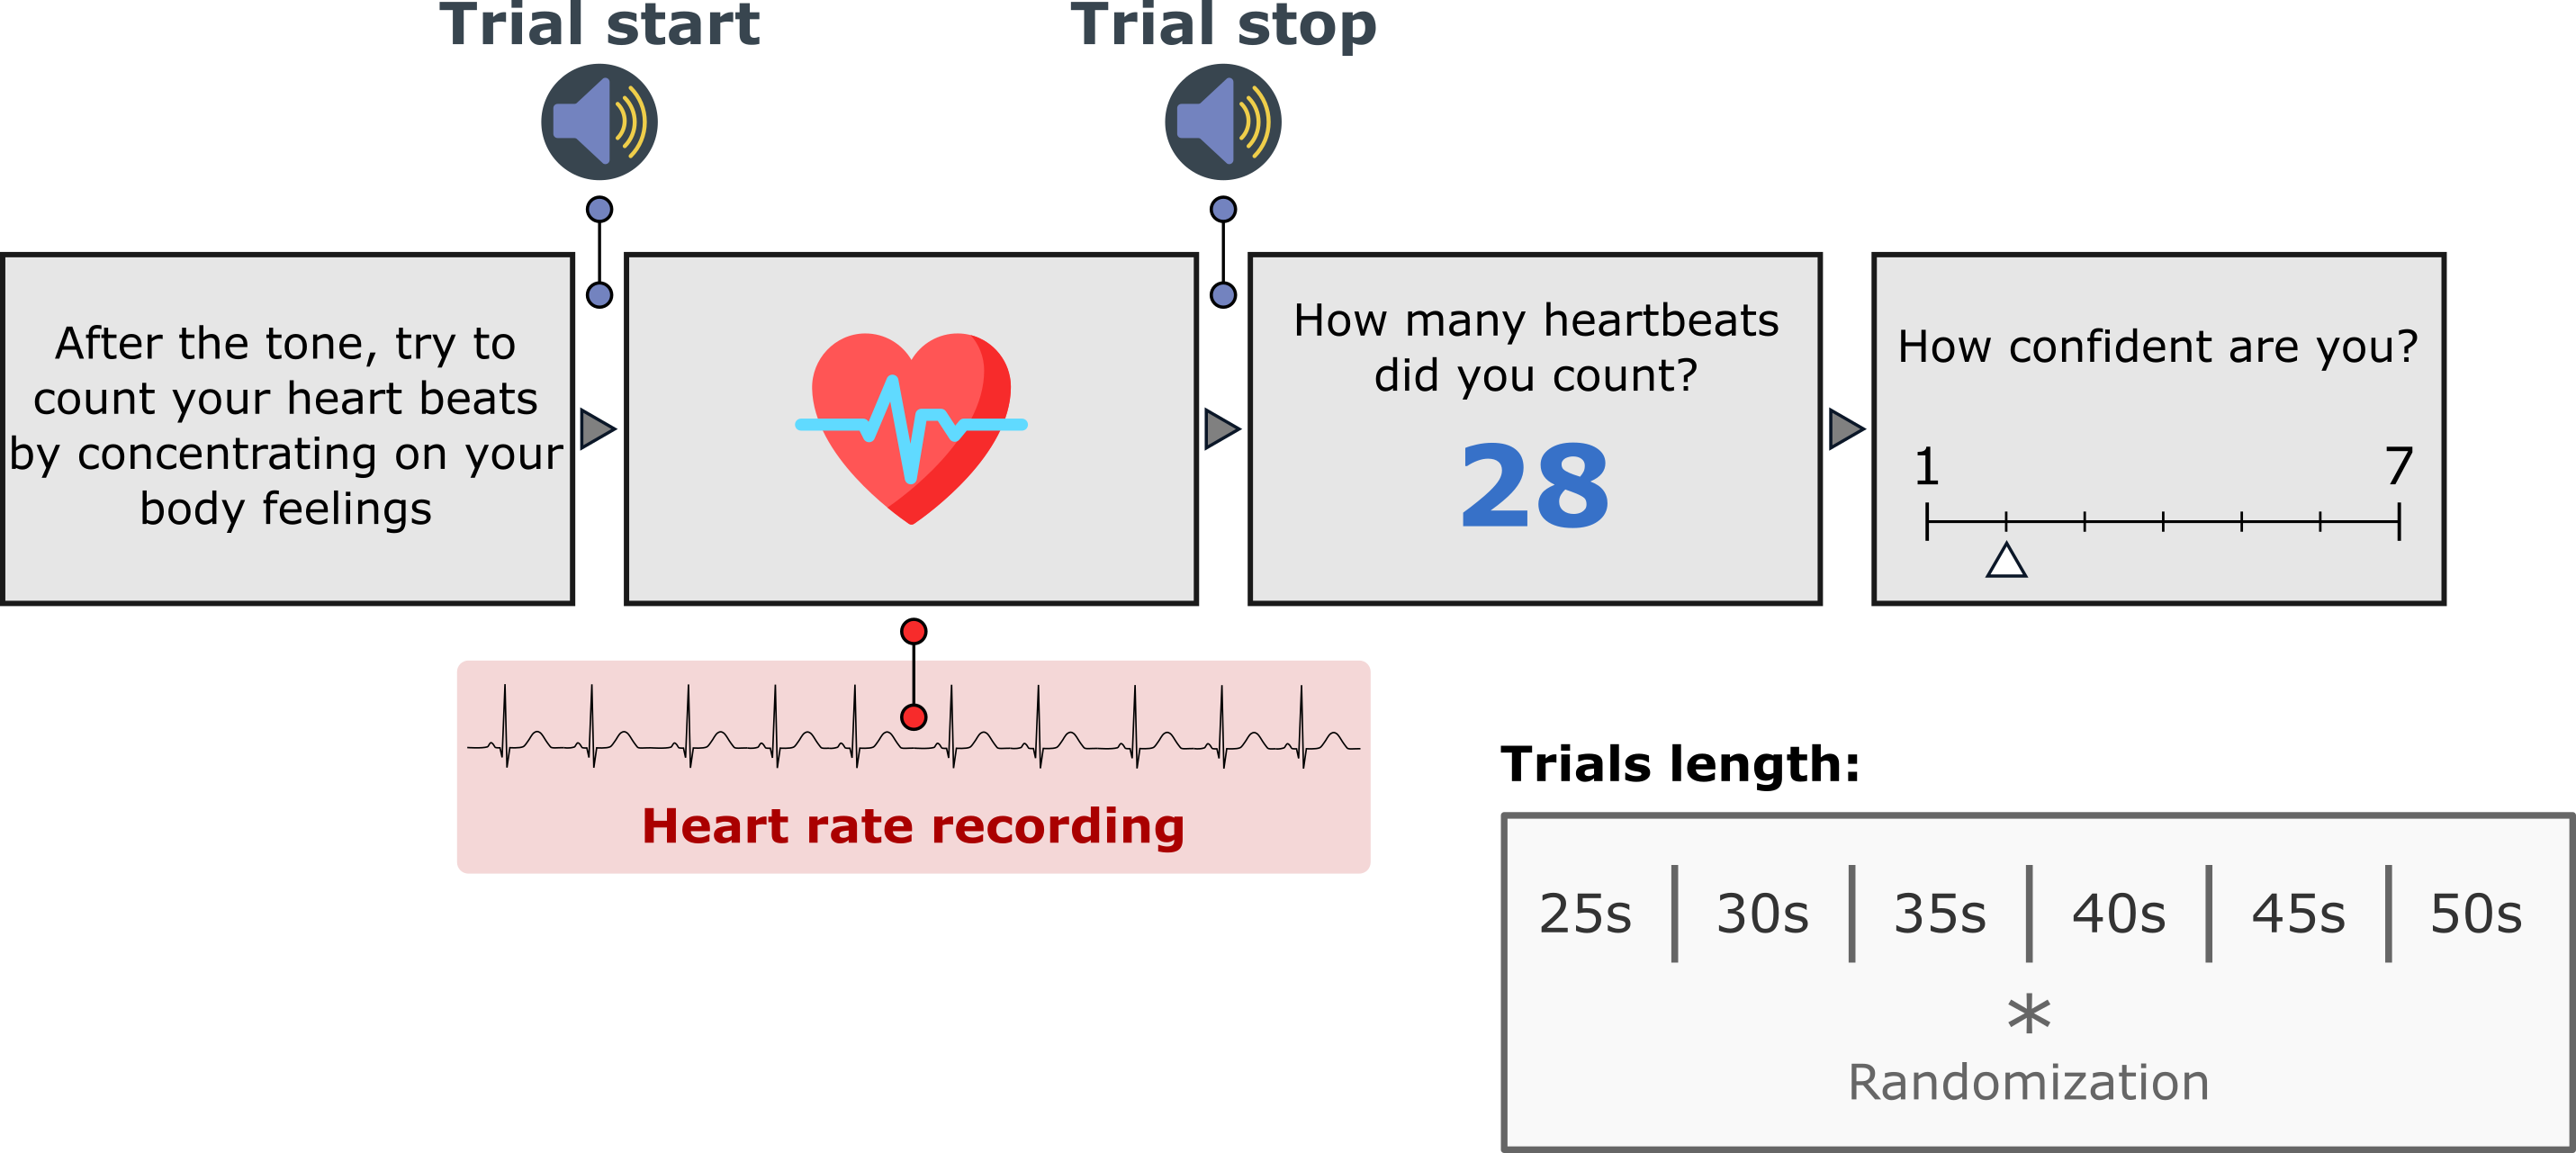 Trial start
Trial stop
After the tone, try to
count your heart beats
by concentrating on your
body feelings
How many heartbeats
did you count?
28
How confident are you?
1 7
Heart rate recording
Trials length:
25s | 30s | 35s | 40s | 45s | 50s
*
Randomization